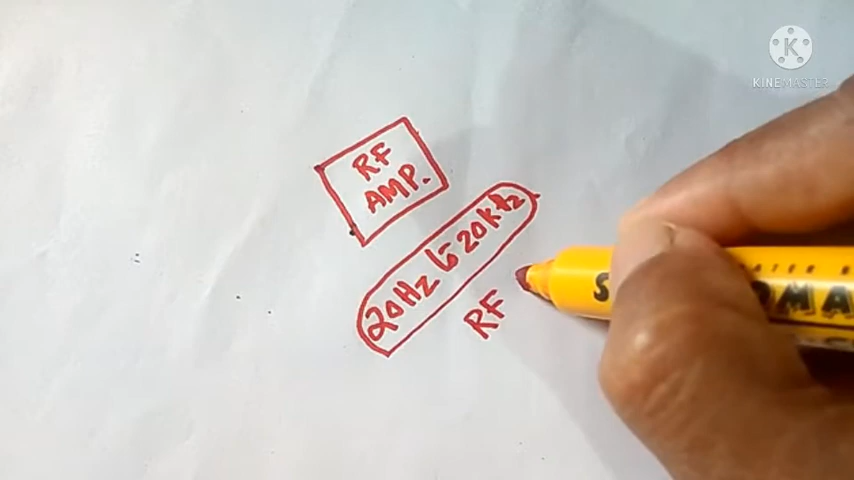 KINEMASTER
RF
AMP.
20Hz to 20kHz
RF